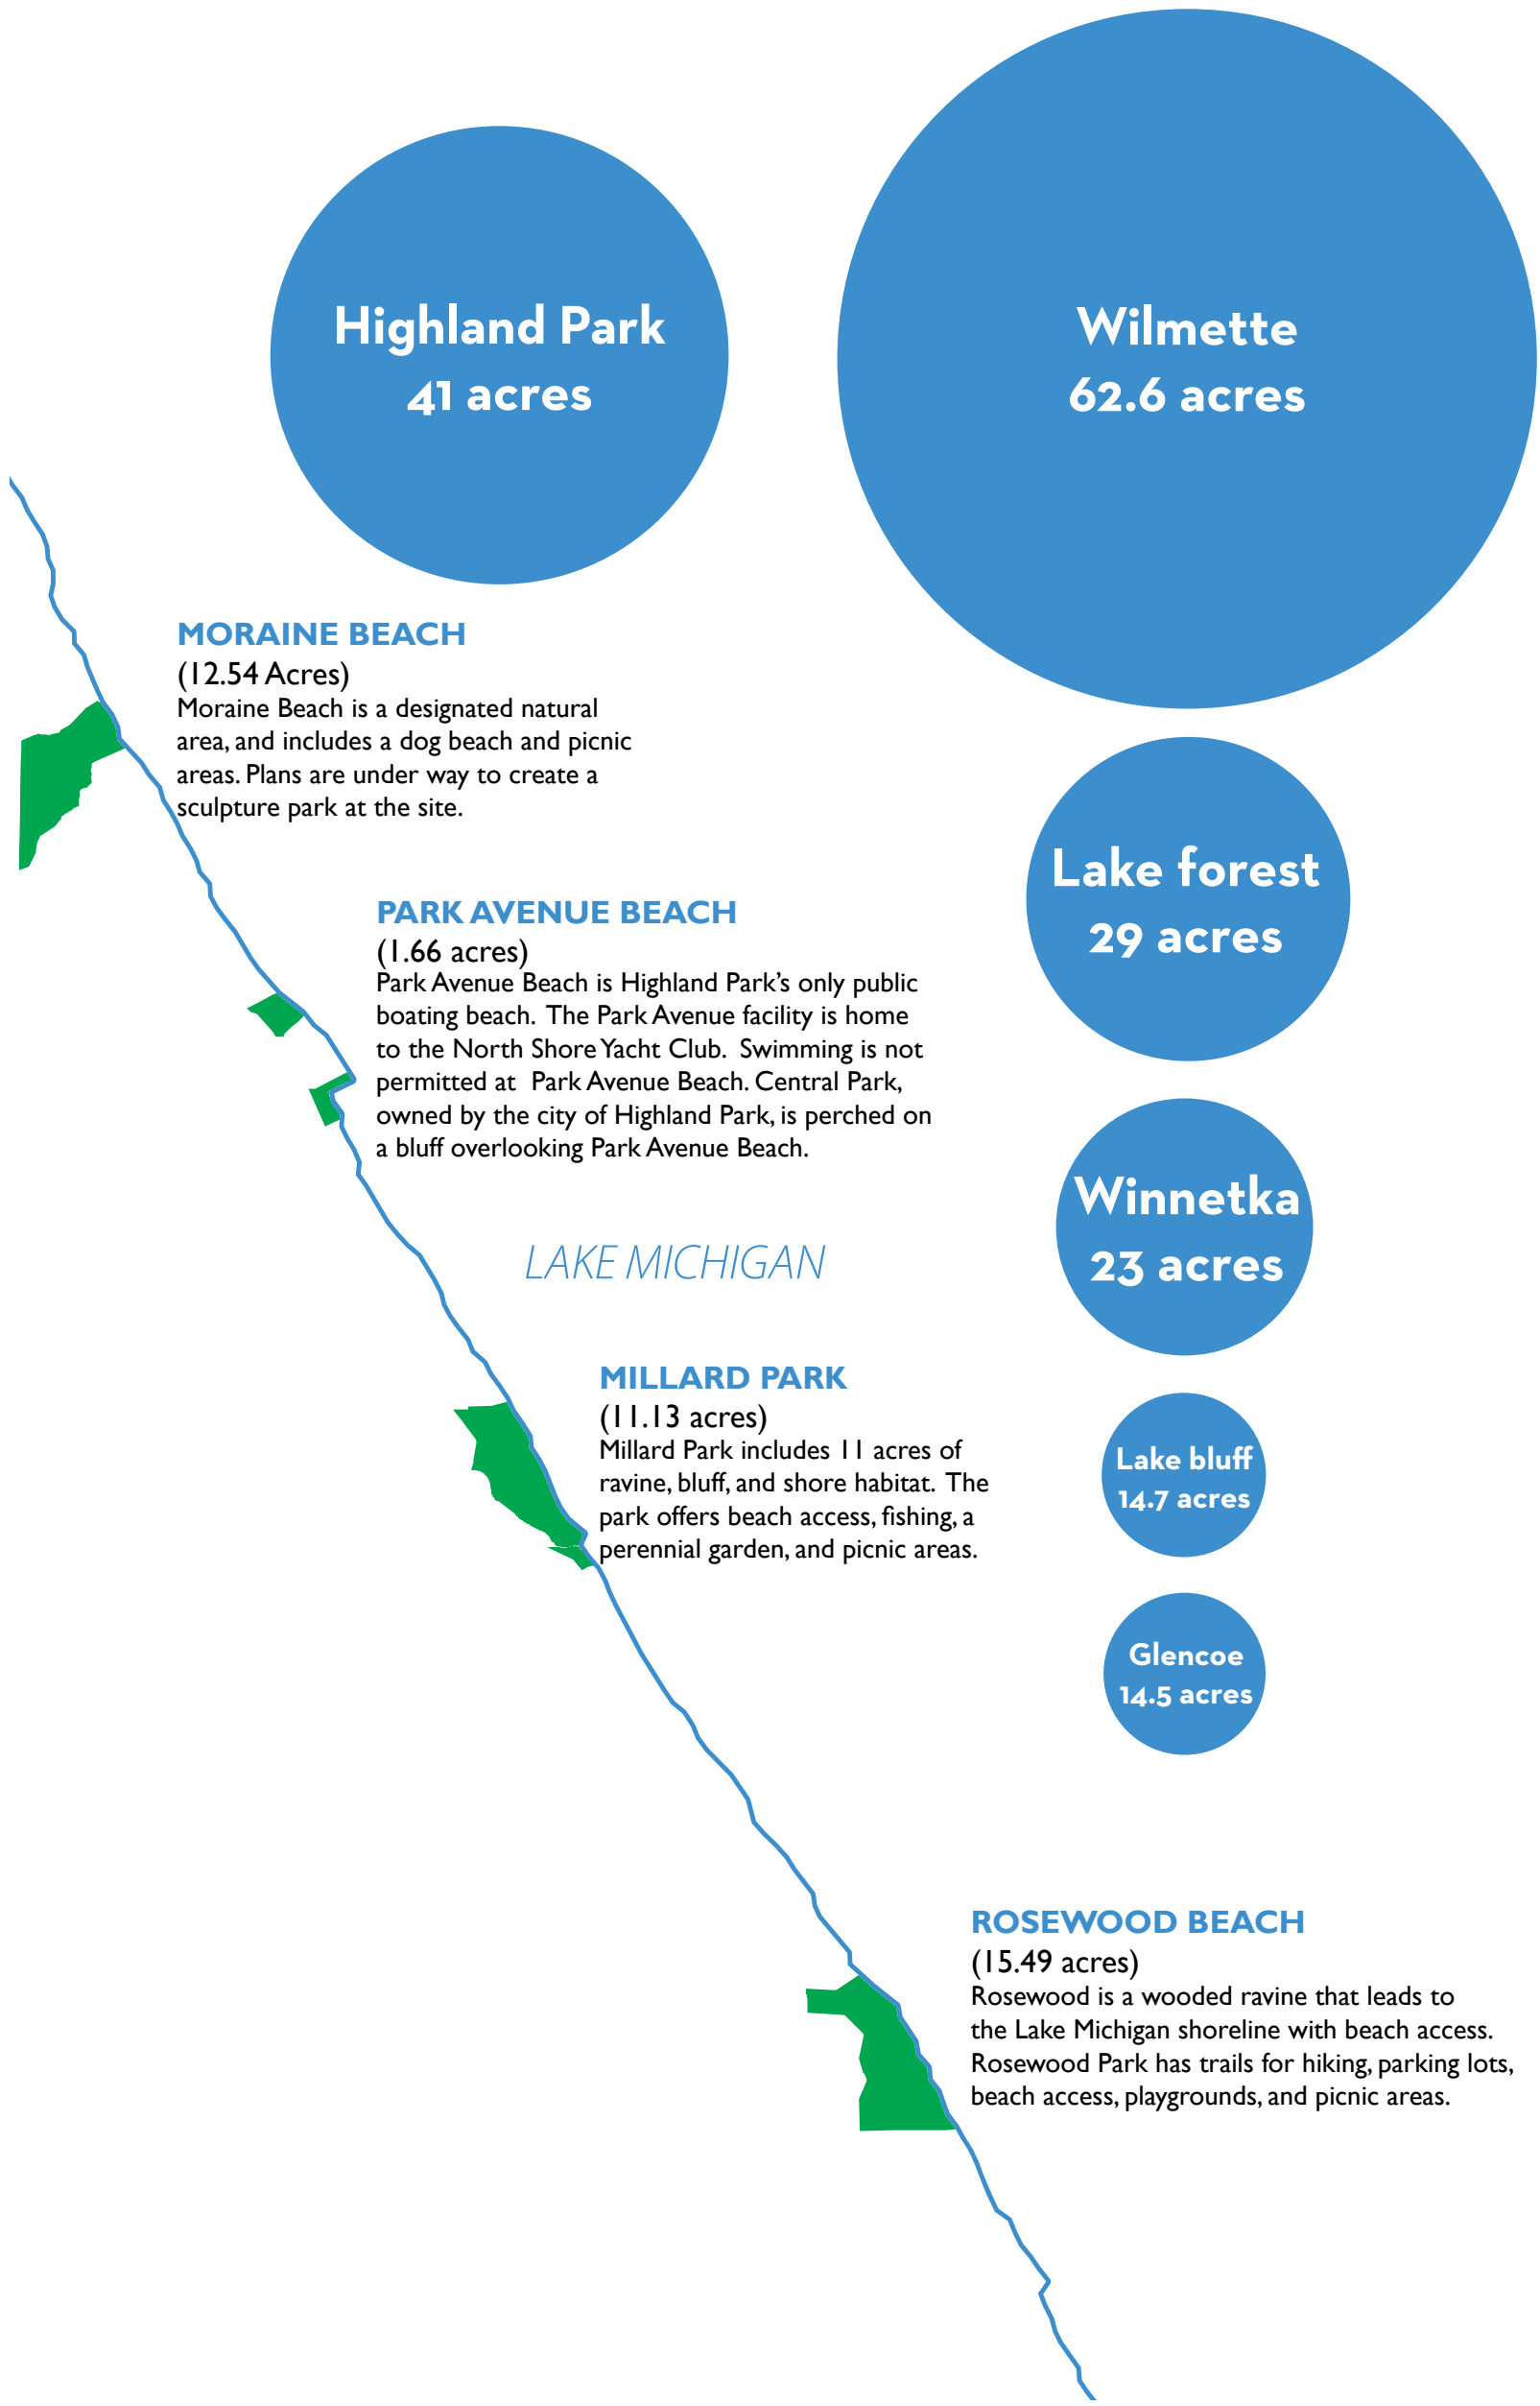 Highland Park
41 acres
Wilmette
62.6 acres
MORAINE BEACH
(12.54 Acres)
Moraine Beach is a designated natural
area, and includes a dog beach and picnic
areas. Plans are under way to create a
sculpture park at the site.
Lake forest
29 acres
PARK AVENUE BEACH
(1.66 acres)
Park Avenue Beach is Highland Park’s only public
boating beach. The Park Avenue facility is home
to the North Shore Yacht Club. Swimming is not
permitted at Park Avenue Beach. Central Park,
owned by the city of Highland Park, is perched on
a bluff overlooking Park Avenue Beach.
Winnetka
23 acres
LAKE MICHIGAN
MILLARD PARK
(11.13 acres)
Millard Park includes 11 acres of
ravine, bluff, and shore habitat. The
park offers beach access, fishing, a
perennial garden, and picnic areas.
Lake bluff
14.7 acres
Glencoe
14.5 acres
ROSEWOOD BEACH
(15.49 acres)
Rosewood is a wooded ravine that leads to
the Lake Michigan shoreline with beach access.
Rosewood Park has trails for hiking, parking lots,
beach access, playgrounds, and picnic areas.